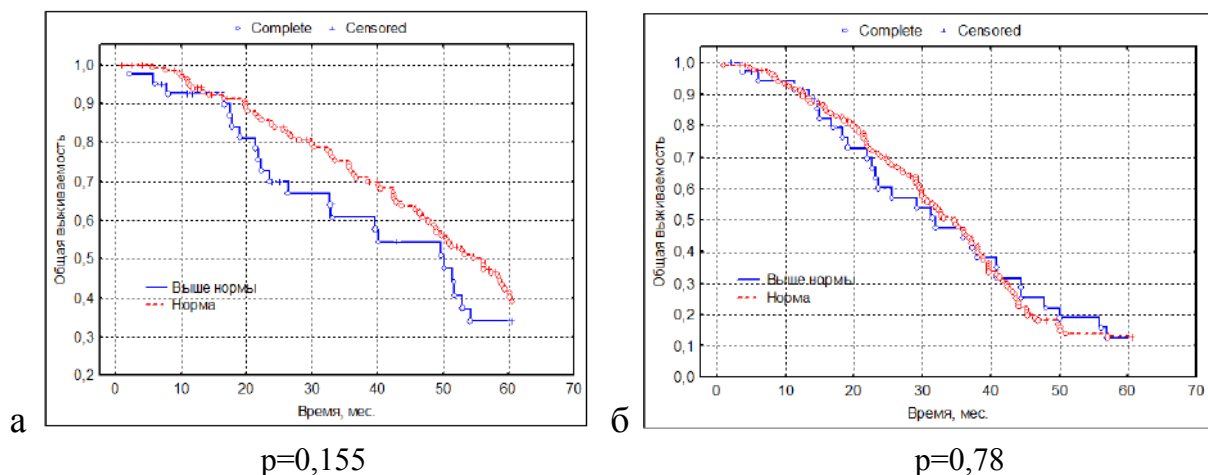 Complete Censored
1,0
0,9
0,8
0,7
0,6
0,5
0,4
0,3
0,2
Общая выживаемость
Выше нормы
Норма
0 10 20 30 40 50 60 70
Время, мес.
а
p=0,155
Complete Censored
1,0
0,9
0,8
0,7
0,6
0,5
0,4
0,3
0,2
0,1
0,0
Общая выживаемость
Выше нормы
Норма
0 10 20 30 40 50 60 70
Время, мес.
б
p=0,78